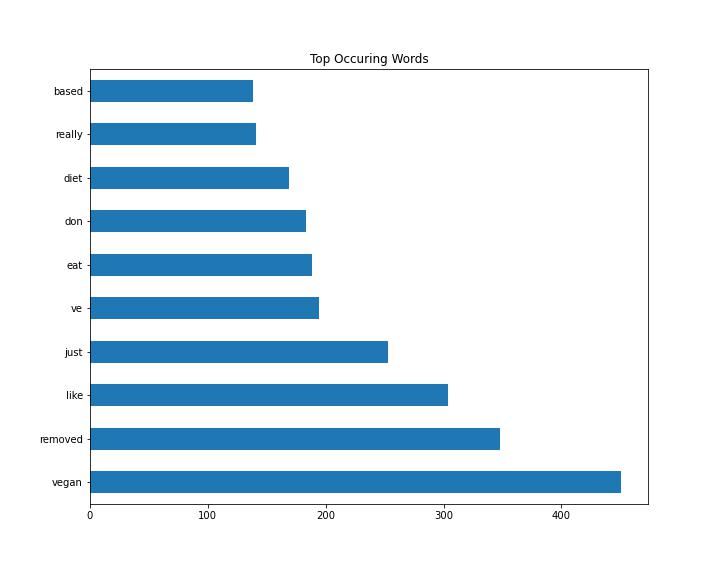 Top Occuring Words
based
really
diet
don
eat
ve
just
like
removed
vegan
0 100 200 300 400